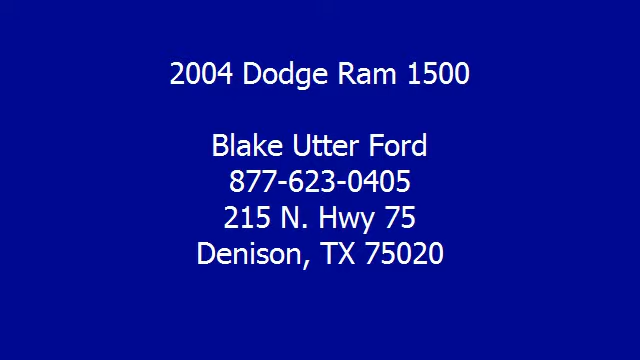 2004 Dodge Ram 1500
Blake Utter Ford
877-623-0405
215 N. Hwy 75
Denison, TX 75020